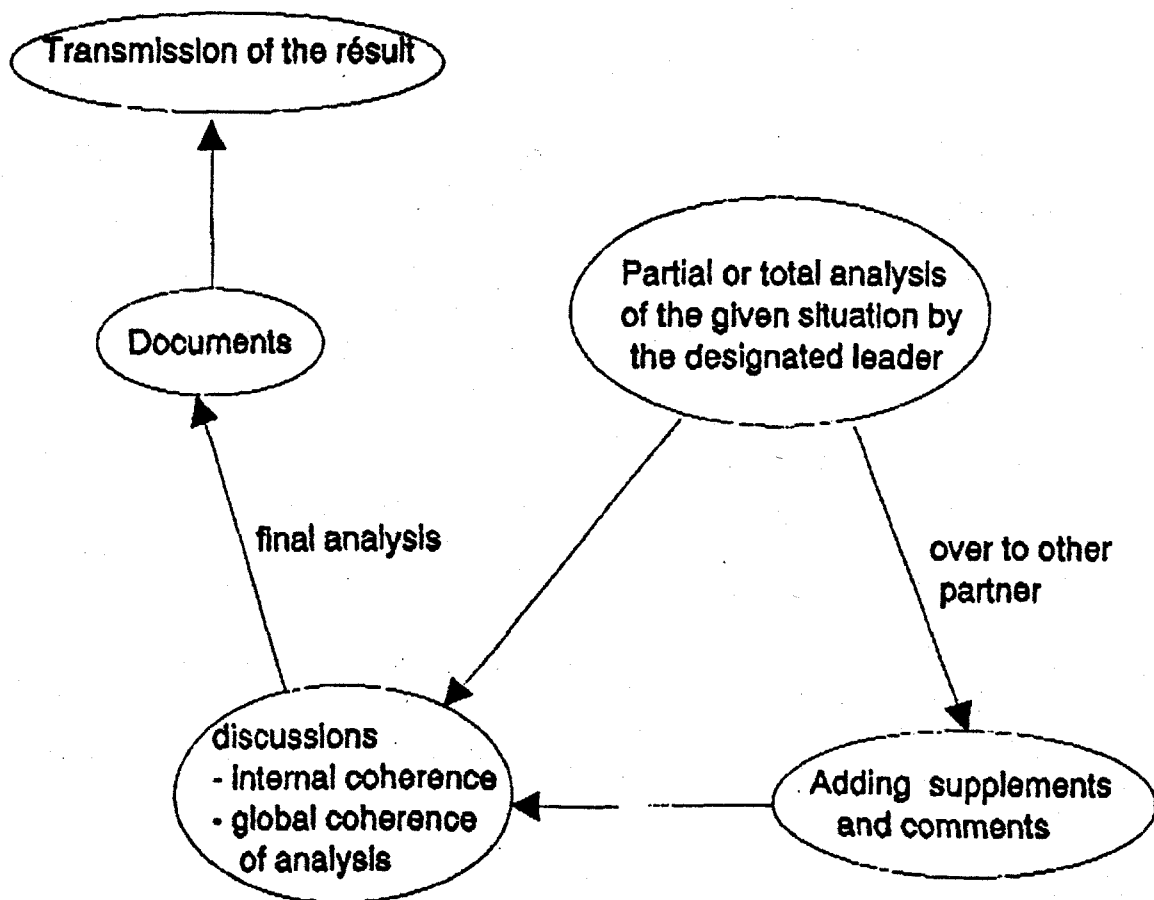 Transmission of the résult
Partial or total analysis
of the given situation by
the designated leader
Documents
final analysis
over to other
partner
discussions
- internal coherence
- global coherence
of analysis
Adding supplements
and comments